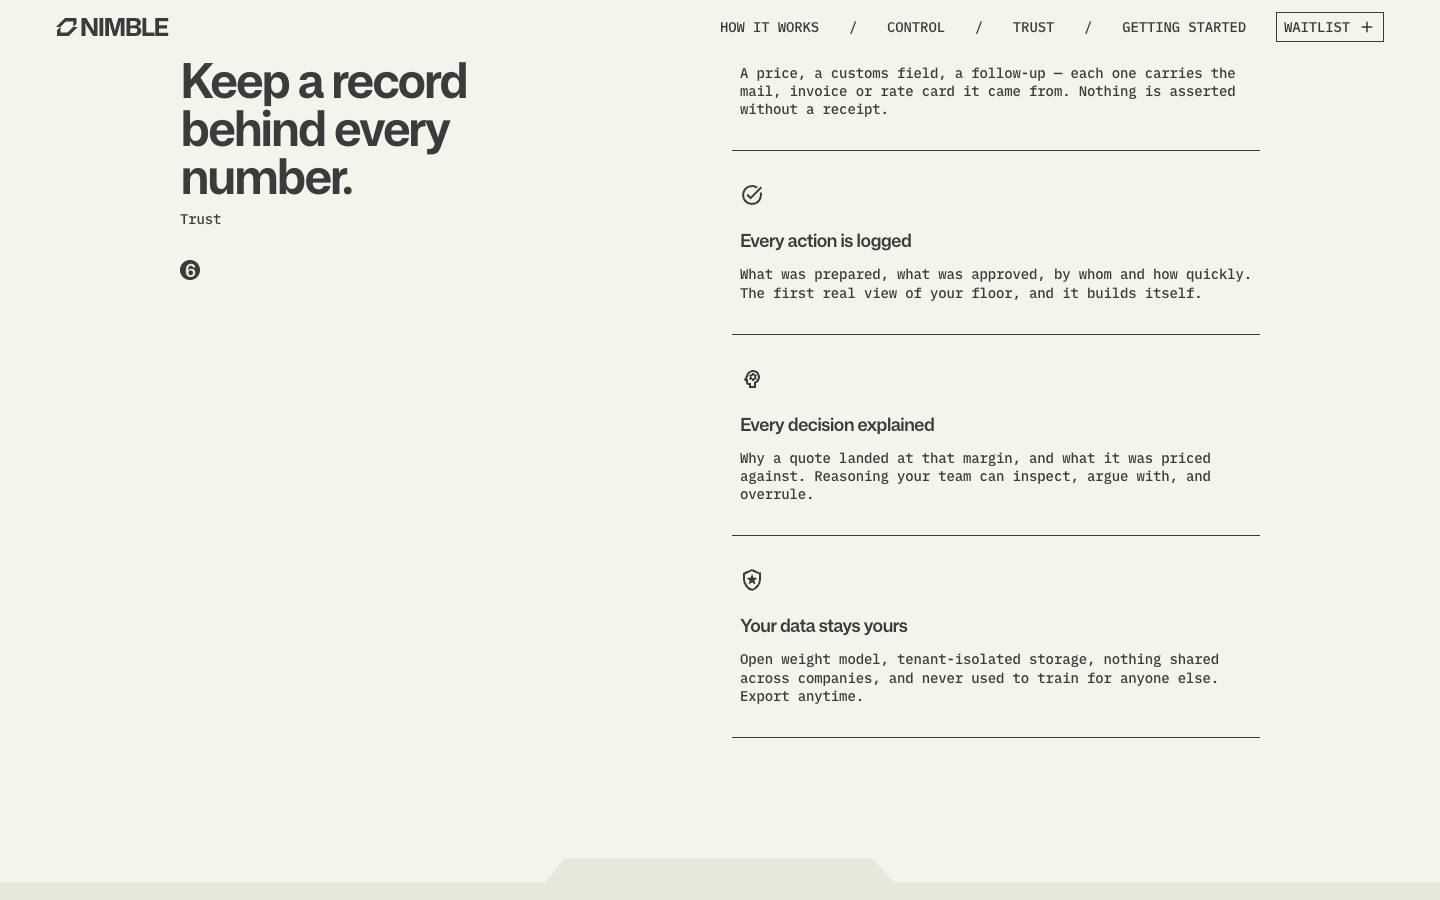 NIMBLE
HOW IT WORKS / CONTROL / TRUST / GETTING STARTED WAITLIST +
Keep a record
behind every
number.
Trust
6
A price, a customs field, a follow-up — each one carries the
mail, invoice or rate card it came from. Nothing is asserted
without a receipt.
Every action is logged
What was prepared, what was approved, by whom and how quickly.
The first real view of your floor, and it builds itself.
Every decision explained
Why a quote landed at that margin, and what it was priced
against. Reasoning your team can inspect, argue with, and
overrule.
Your data stays yours
Open weight model, tenant-isolated storage, nothing shared
across companies, and never used to train for anyone else.
Export anytime.